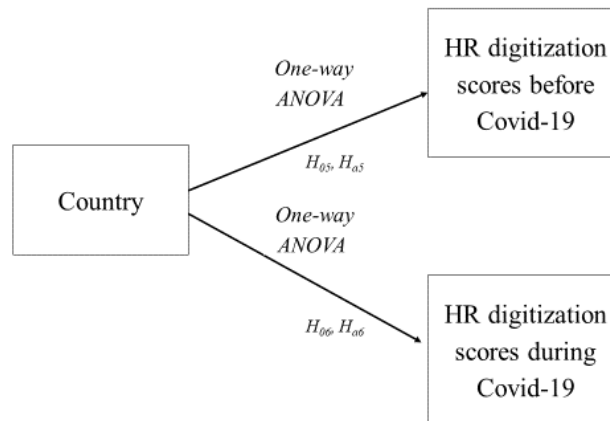 HR digitization
scores before
Covid-19
One-way
ANOVA
H05, Ha5
Country
One-way
ANOVA
H06, Ha6
HR digitization
scores during
Covid-19